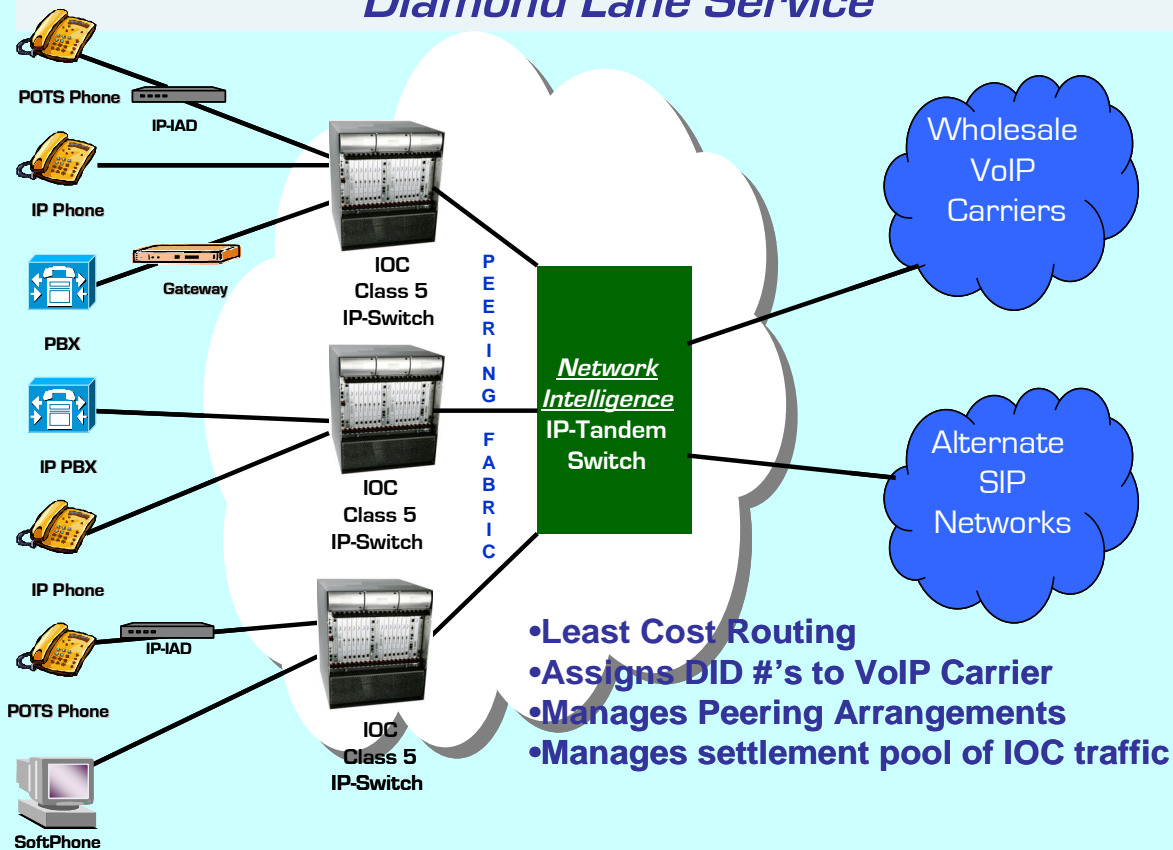 Diamond Lane Service
POTS Phone
IP-IAD
IP Phone
Gateway
PBX
IP PBX
IP Phone
IP-IAD
POTS Phone
SoftPhone
IOC
Class 5
IP-Switch
IOC
Class 5
IP-Switch
IOC
Class 5
IP-Switch
PEERING
FABRIC
Network
Intelligence
IP-Tandem
Switch
Wholesale
VoIP
Carriers
Alternate
SIP
Networks
•Least Cost Routing
•Assigns DID #'s to VoIP Carrier
•Manages Peering Arrangements
•Manages settlement pool of IOC traffic